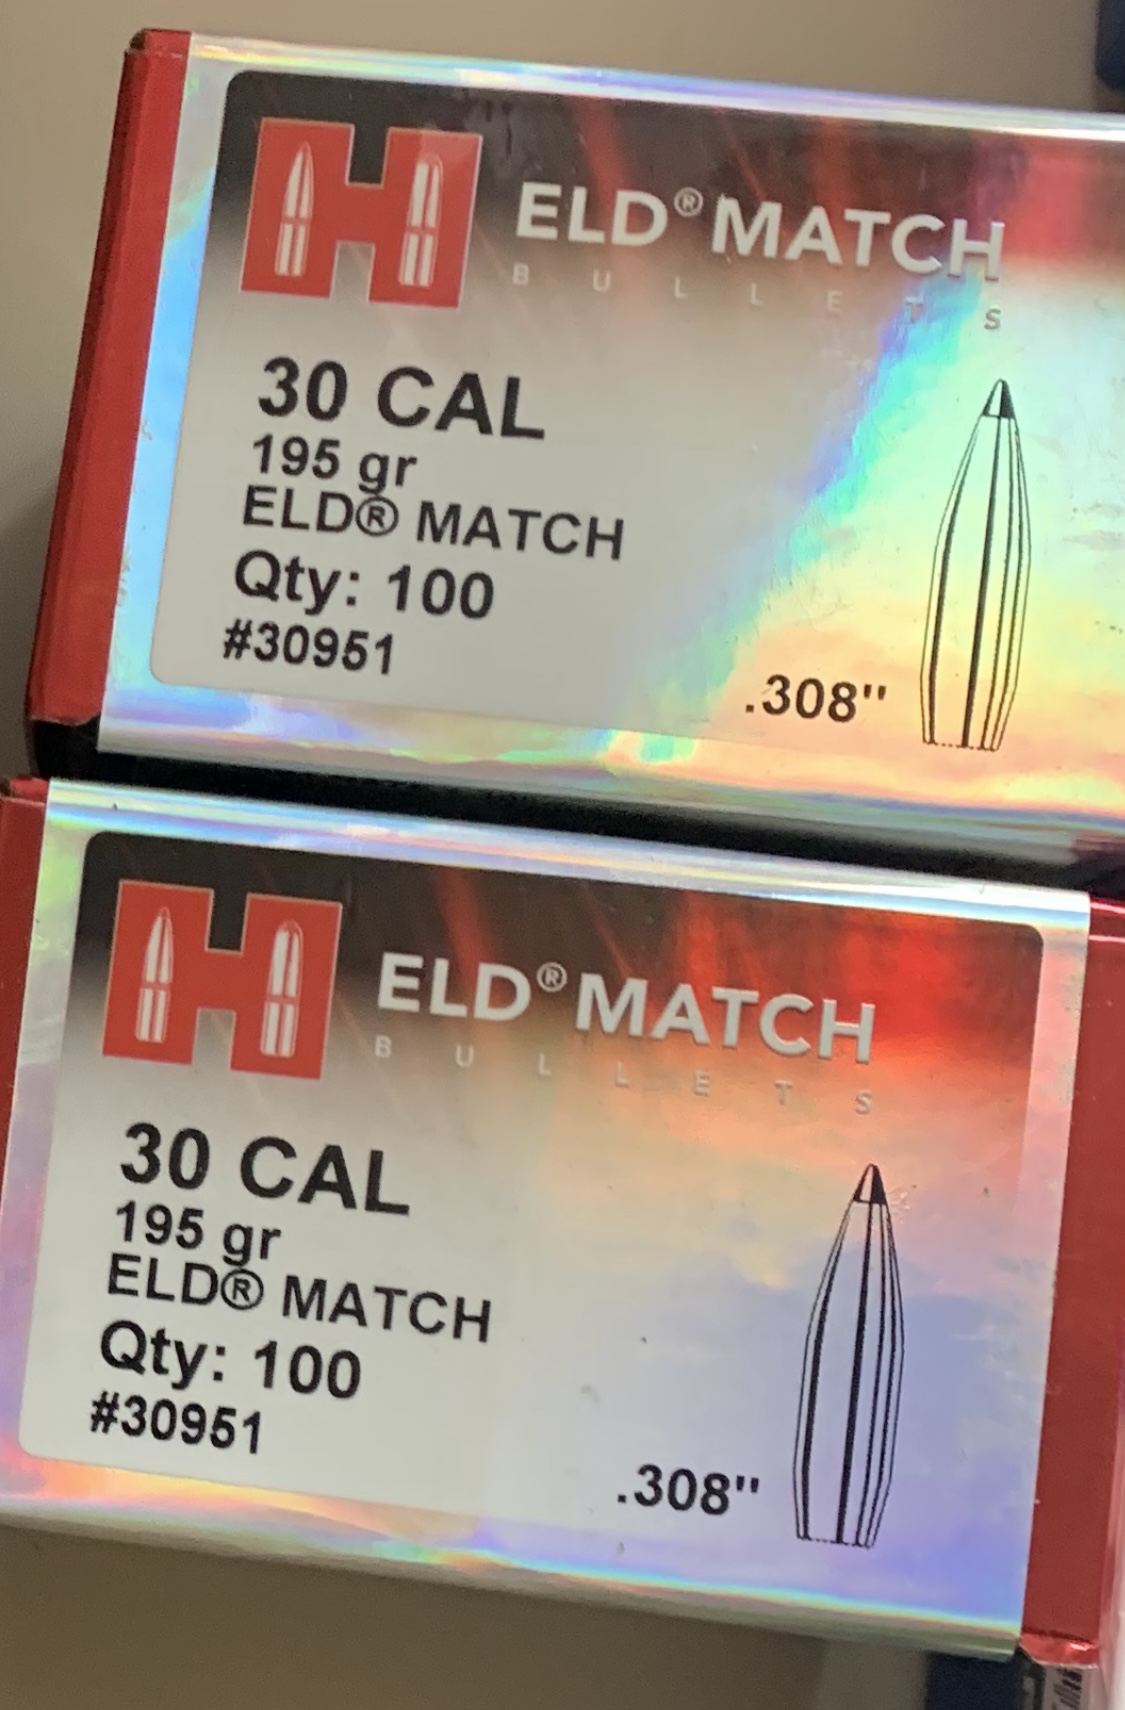 ELD® MATCH
BULLETS
30 CAL
195 gr
ELD® MATCH
Qty: 100
#30951
.308"
ELD® MATCH
BULLETS
30 CAL
195 gr
ELD® MATCH
Qty: 100
#30951
.308"